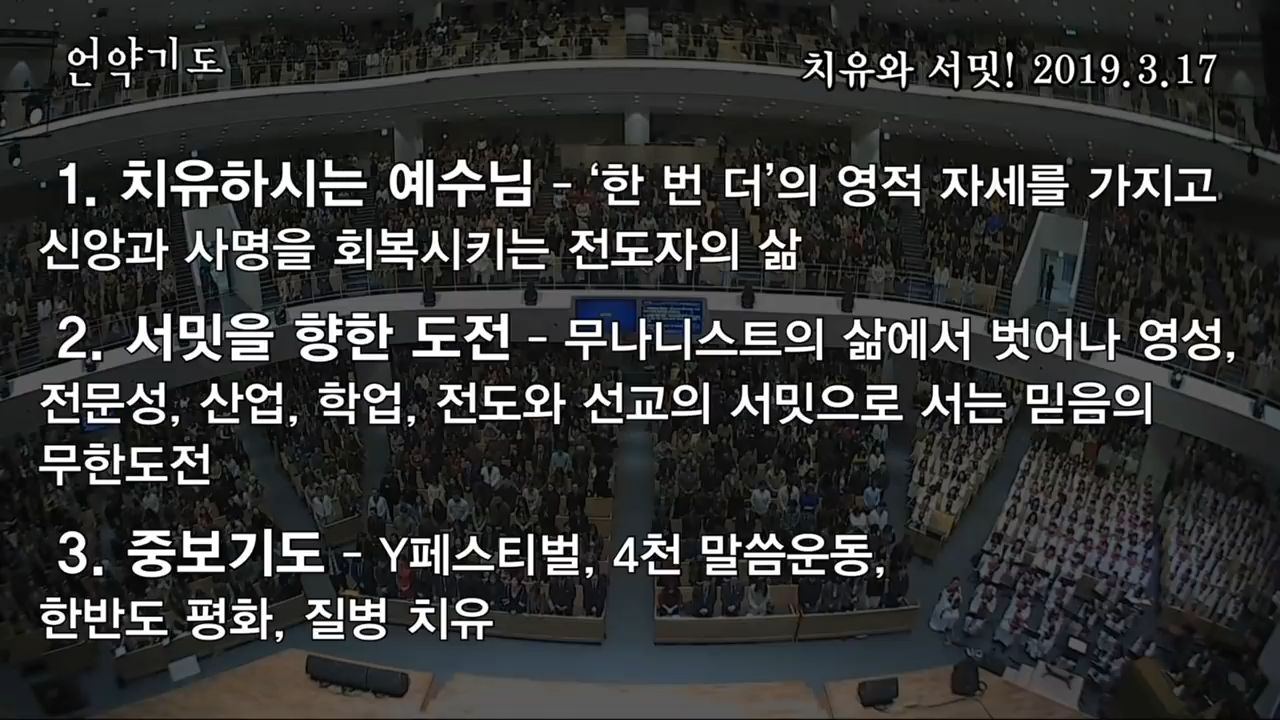 언약기도
치유와 서밋! 2019.3.17
1. 치유하시는 예수님 - ‘한 번 더’의 영적 자세를 가지고
신앙과 사명을 회복시키는 전도자의 삶
2. 서밋을 향한 도전 - 무나니스트의 삶에서 벗어나 영성,
전문성, 산업, 학업, 전도와 선교의 서밋으로 서는 믿음의
무한도전
3. 중보기도 - Y페스티벌, 4천 말씀운동,
한반도 평화, 질병 치유